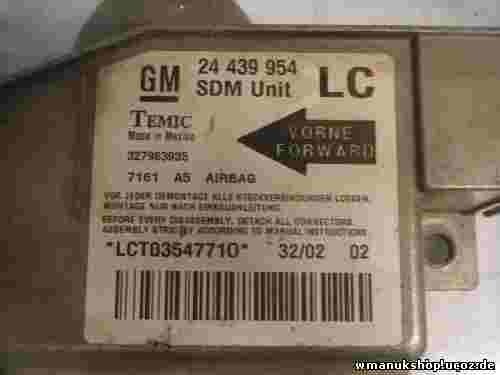 GM 24 439 954 LC
SDM Unit
TEMIC
Made in Mexico
VORNE
FORWARD
327963935
7161 A5 AIRBAG
VOR JEDER DEMONTAGE ALLE STECKVERBINDUNGEN LOESEN.
MONTAGE NUR NACH EINBAUANLEITUNG
BEFORE EVERY DISASSEMBLY, DETACH ALL CONNECTORS.
ASSEMBLY STRICTLY ACCORDING TO MANUAL INSTRUCTIONS
*LCT03547710* 32/02 02
wmanukshop.ucoz.de